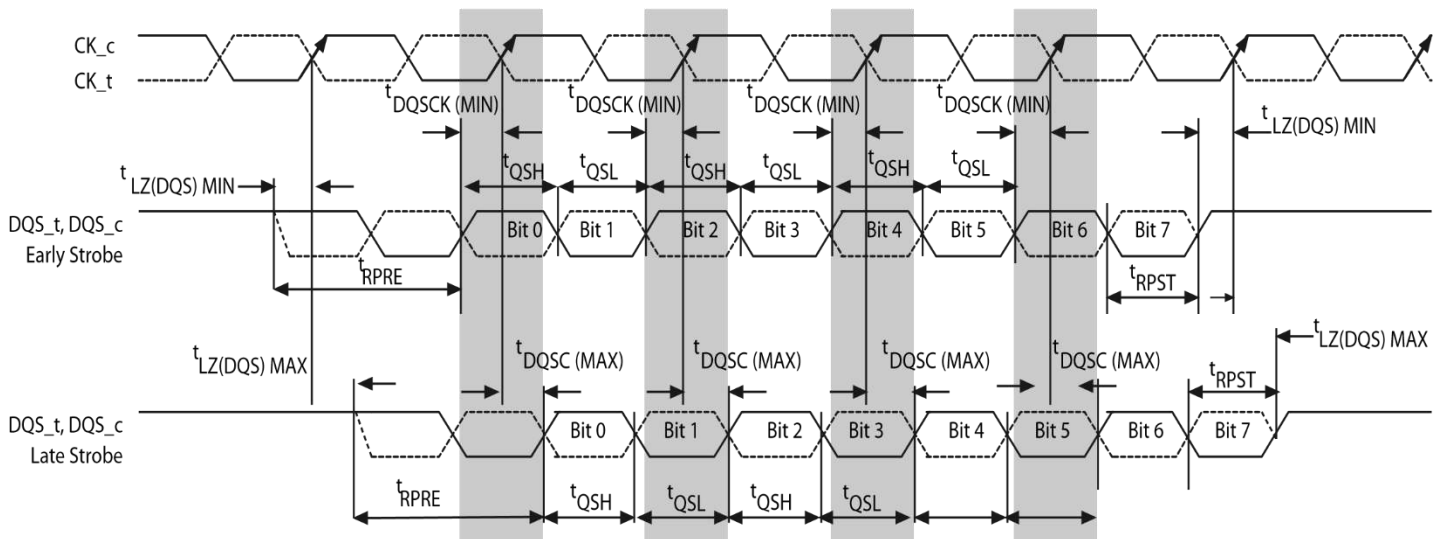 CK_c
CK_t
tDQSCK (MIN) tDQSCK (MIN) tDQSCK (MIN) tDQSCK (MIN)
tLZ(DQS) MIN
tLZ(DQS) MIN
tQSH tQSL tQSH tQSL tQSH tQSL
DQS_t, DQS_c
Early Strobe
Bit 0 Bit 1 Bit 2 Bit 3 Bit 4 Bit 5 Bit 6 Bit 7
tRPRE
tRPST
tLZ(DQS) MAX
tDQSC (MAX) tDQSC (MAX) tDQSC (MAX) tDQSC (MAX)
tLZ(DQS) MAX
tRPST
DQS_t, DQS_c
Late Strobe
Bit 0 Bit 1 Bit 2 Bit 3 Bit 4 Bit 5 Bit 6 Bit 7
tRPRE
tQSH tQSL tQSH tQSL